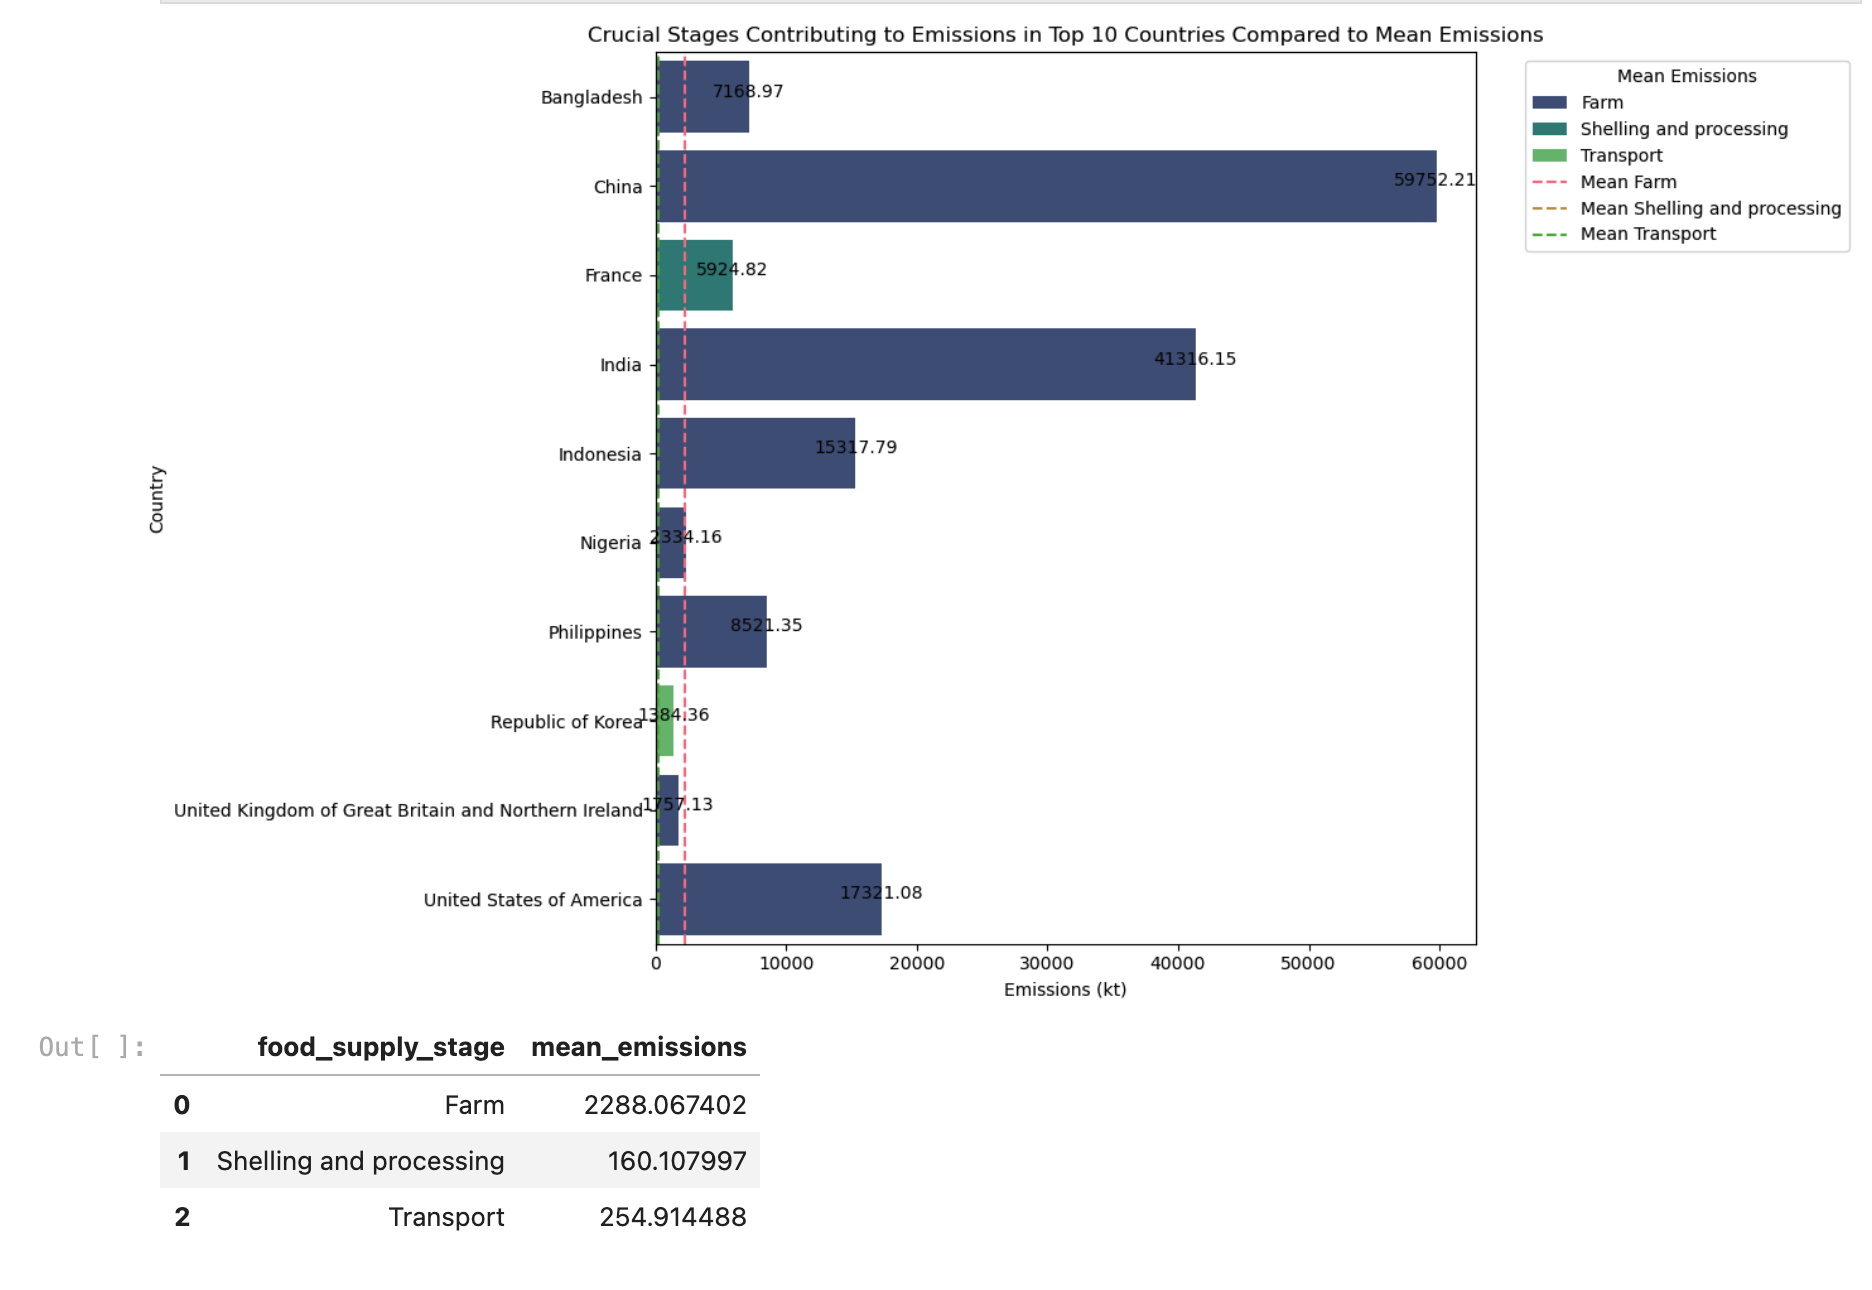 Crucial Stages Contributing to Emissions in Top 10 Countries Compared to Mean Emissions
Mean Emissions
Farm
Shelling and processing
Transport
Mean Farm
Mean Shelling and processing
Mean Transport
Country
Bangladesh 7168.97
China 59752.21
France 5924.82
India 41316.15
Indonesia 15317.79
Nigeria 2334.16
Philippines 8521.35
Republic of Korea 1384.36
United Kingdom of Great Britain and Northern Ireland 1757.13
United States of America 17321.08
0 10000 20000 30000 40000 50000 60000
Emissions (kt)
Out[ ]:
food_supply_stage mean_emissions
0 Farm 2288.067402
1 Shelling and processing 160.107997
2 Transport 254.914488